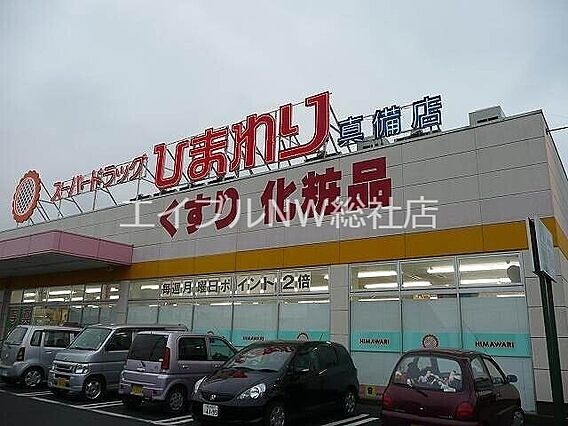 スーパードラッグ ひまわり 真備店
くすり 化粧品
エイブルNW総社店
毎週・月曜日ポイント2倍
HIMAWARI
HIMAWARI